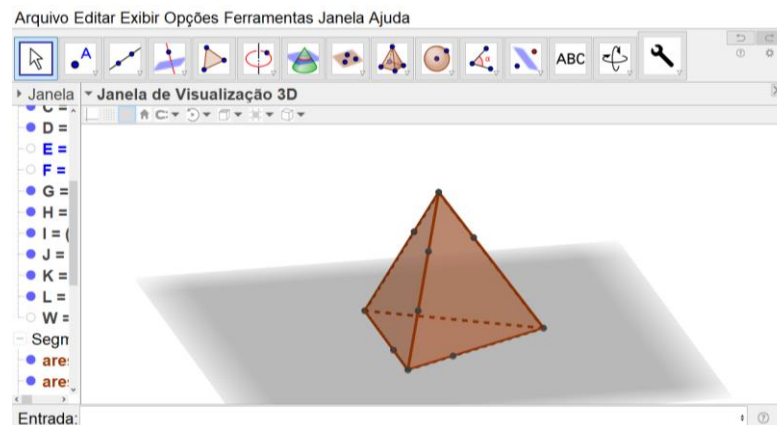 Arquivo Editar Exibir Opções Ferramentas Janela Ajuda
A
α
ABC
Janela
Janela de Visualização 3D
C =
D =
E =
F =
G =
H =
I = (
J =
K =
L =
W =
Segm
are
are
Entrada: